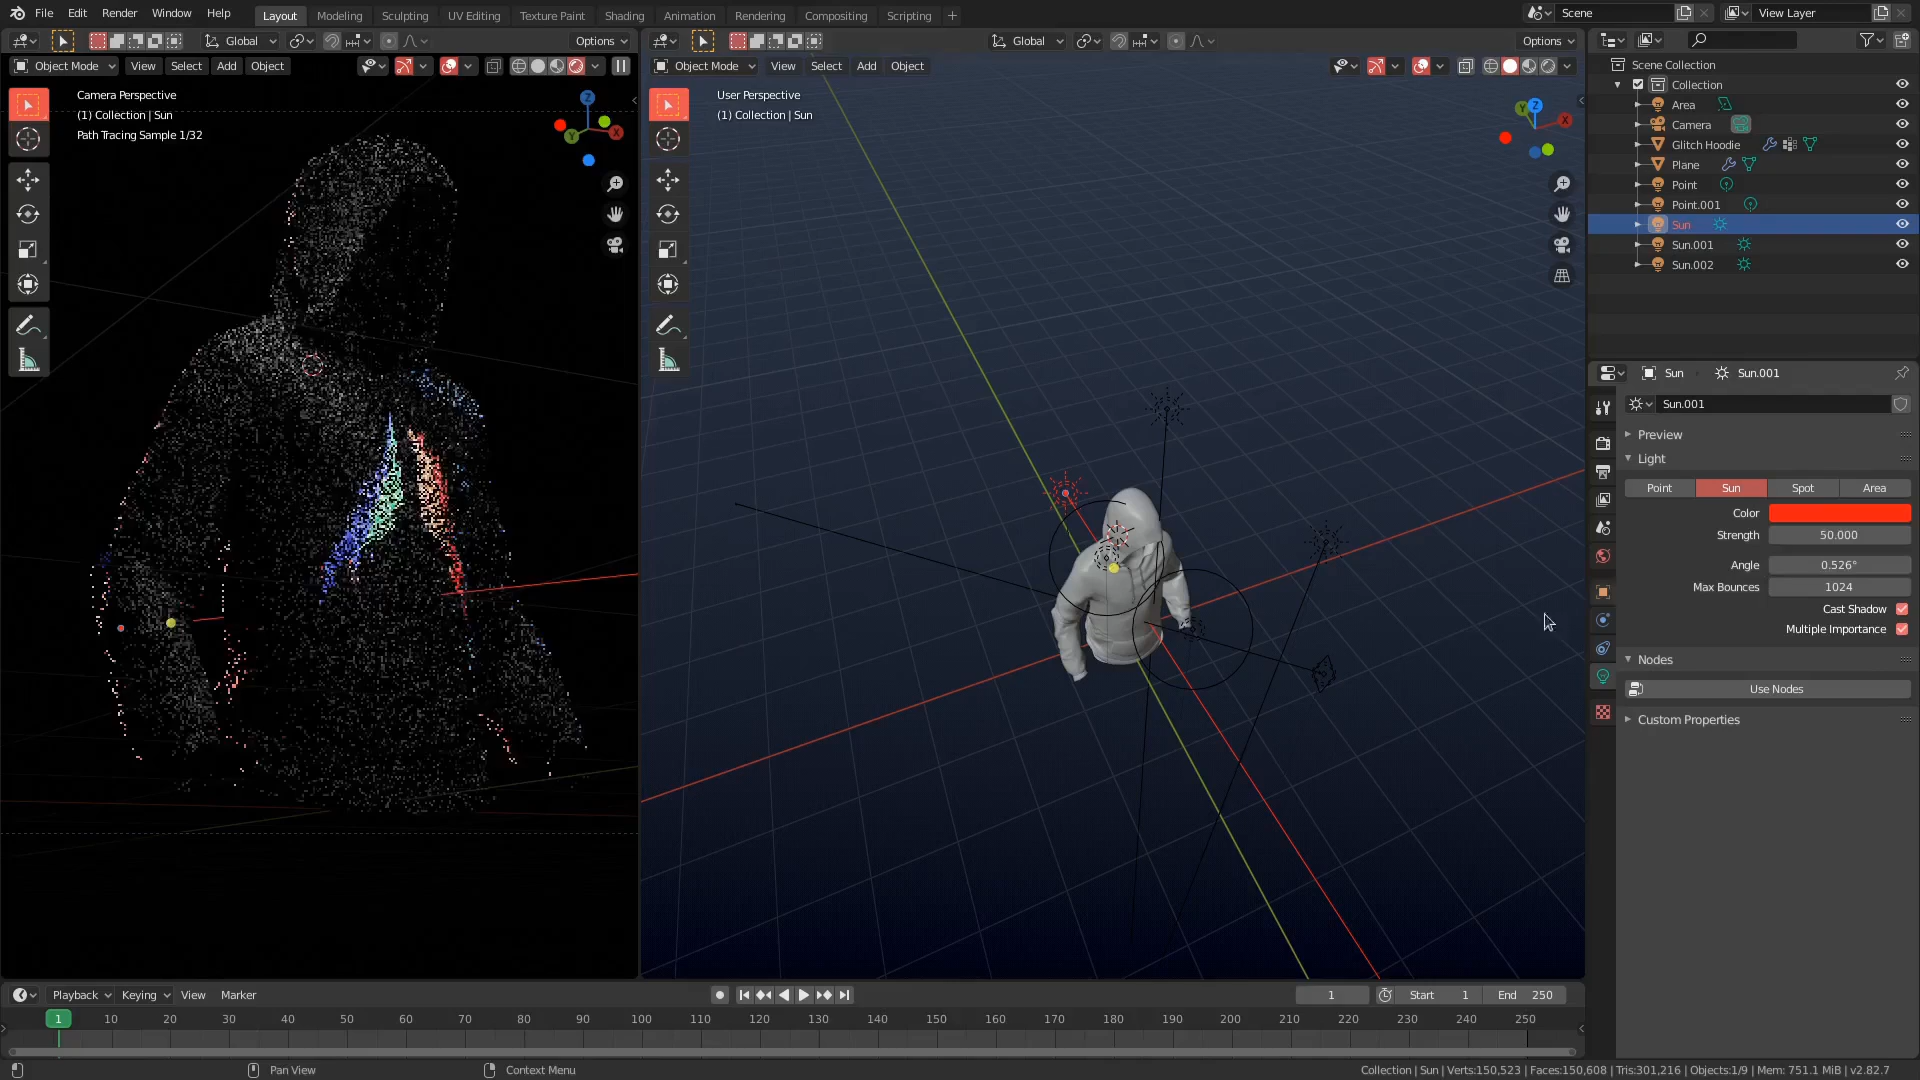 File Edit Render Window Help Layout Modeling Sculpting UV Editing Texture Paint Shading Animation Rendering Compositing Scripting + Scene View Layer
Global Options Global Options
Object Mode View Select Add Object Object Mode View Select Add Object
Camera Perspective
(1) Collection | Sun
Path Tracing Sample 1/32
Z
Y
X
User Perspective
(1) Collection | Sun
Y
Z
X
Scene Collection
Collection
Area
Camera
Glitch Hoodie
Plane
Point
Point.001
Sun
Sun.001
Sun.002
Sun Sun.001
Sun.001
Preview
Light
Point Sun Spot Area
Color
Strength 50.000
Angle 0.526°
Max Bounces 1024
Cast Shadow
Multiple Importance
Nodes
Use Nodes
Custom Properties
Playback Keying View Marker 1 Start 1 End 250
1 10 20 30 40 50 60 70 80 90 100 110 120 130 140 150 160 170 180 190 200 210 220 230 240 250
Pan View Context Menu Collection | Sun | Verts:150,523 | Faces:150,608 | Tris:301,216 | Objects:1/9 | Mem: 751.1 MiB | v2.82.7